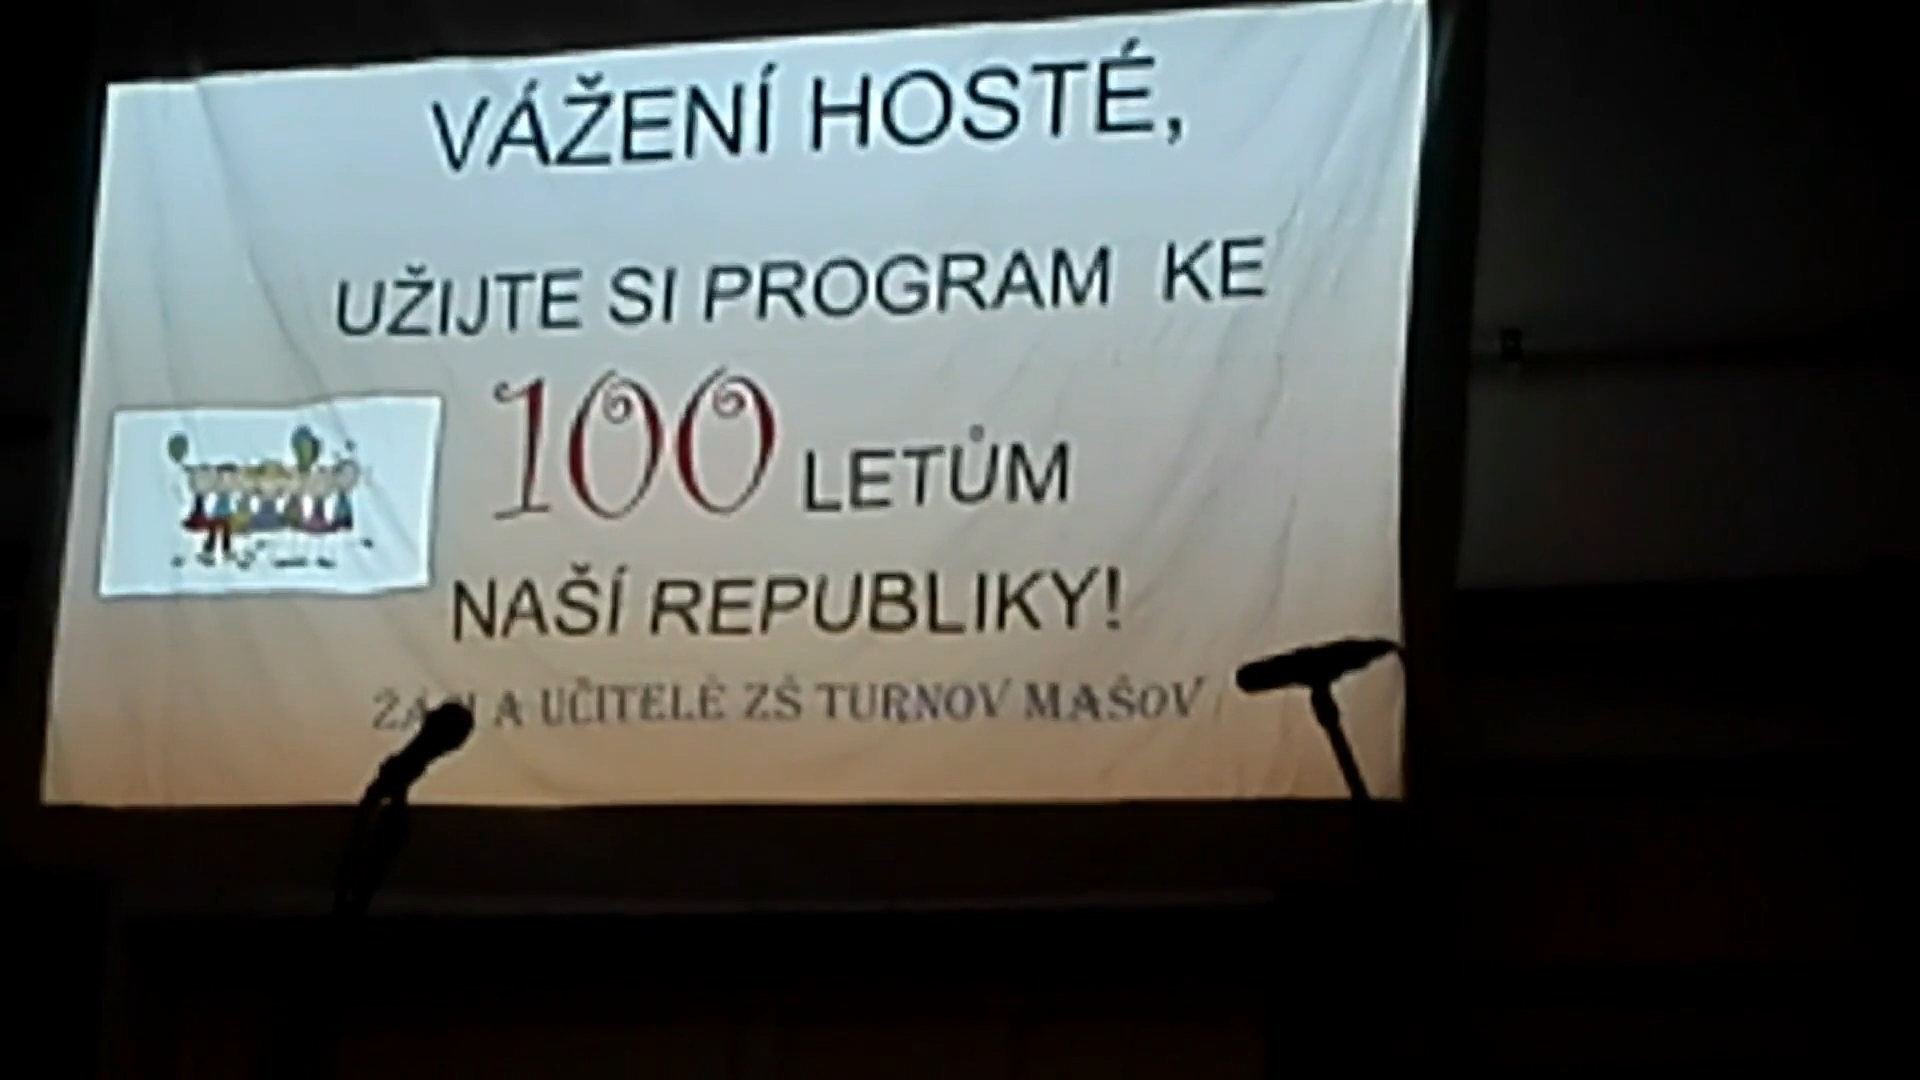 VÁŽENÍ HOSTÉ,
UŽIJTE SI PROGRAM KE
100 LETŮM
NAŠÍ REPUBLIKY!
A UČITELÉ ZŠ TURNOV MAŠOV